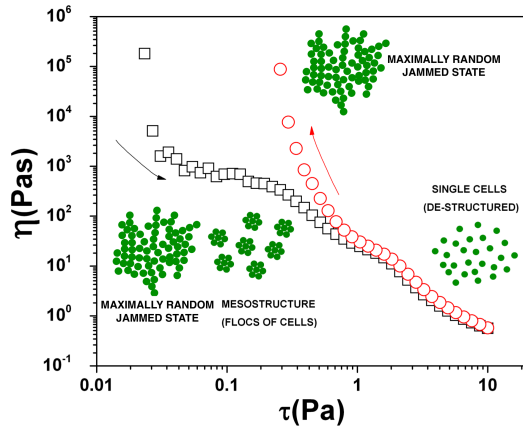 10^6
10^5
10^4
10^3
10^2
10^1
10^0
10^-1
η(Pas)
MAXIMALLY RANDOM
JAMMED STATE
SINGLE CELLS
(DE-STRUCTURED)
MAXIMALLY RANDOM
JAMMED STATE
MESOSTRUCTURE
(FLOCS OF CELLS)
0.01 0.1 1 10
τ(Pa)